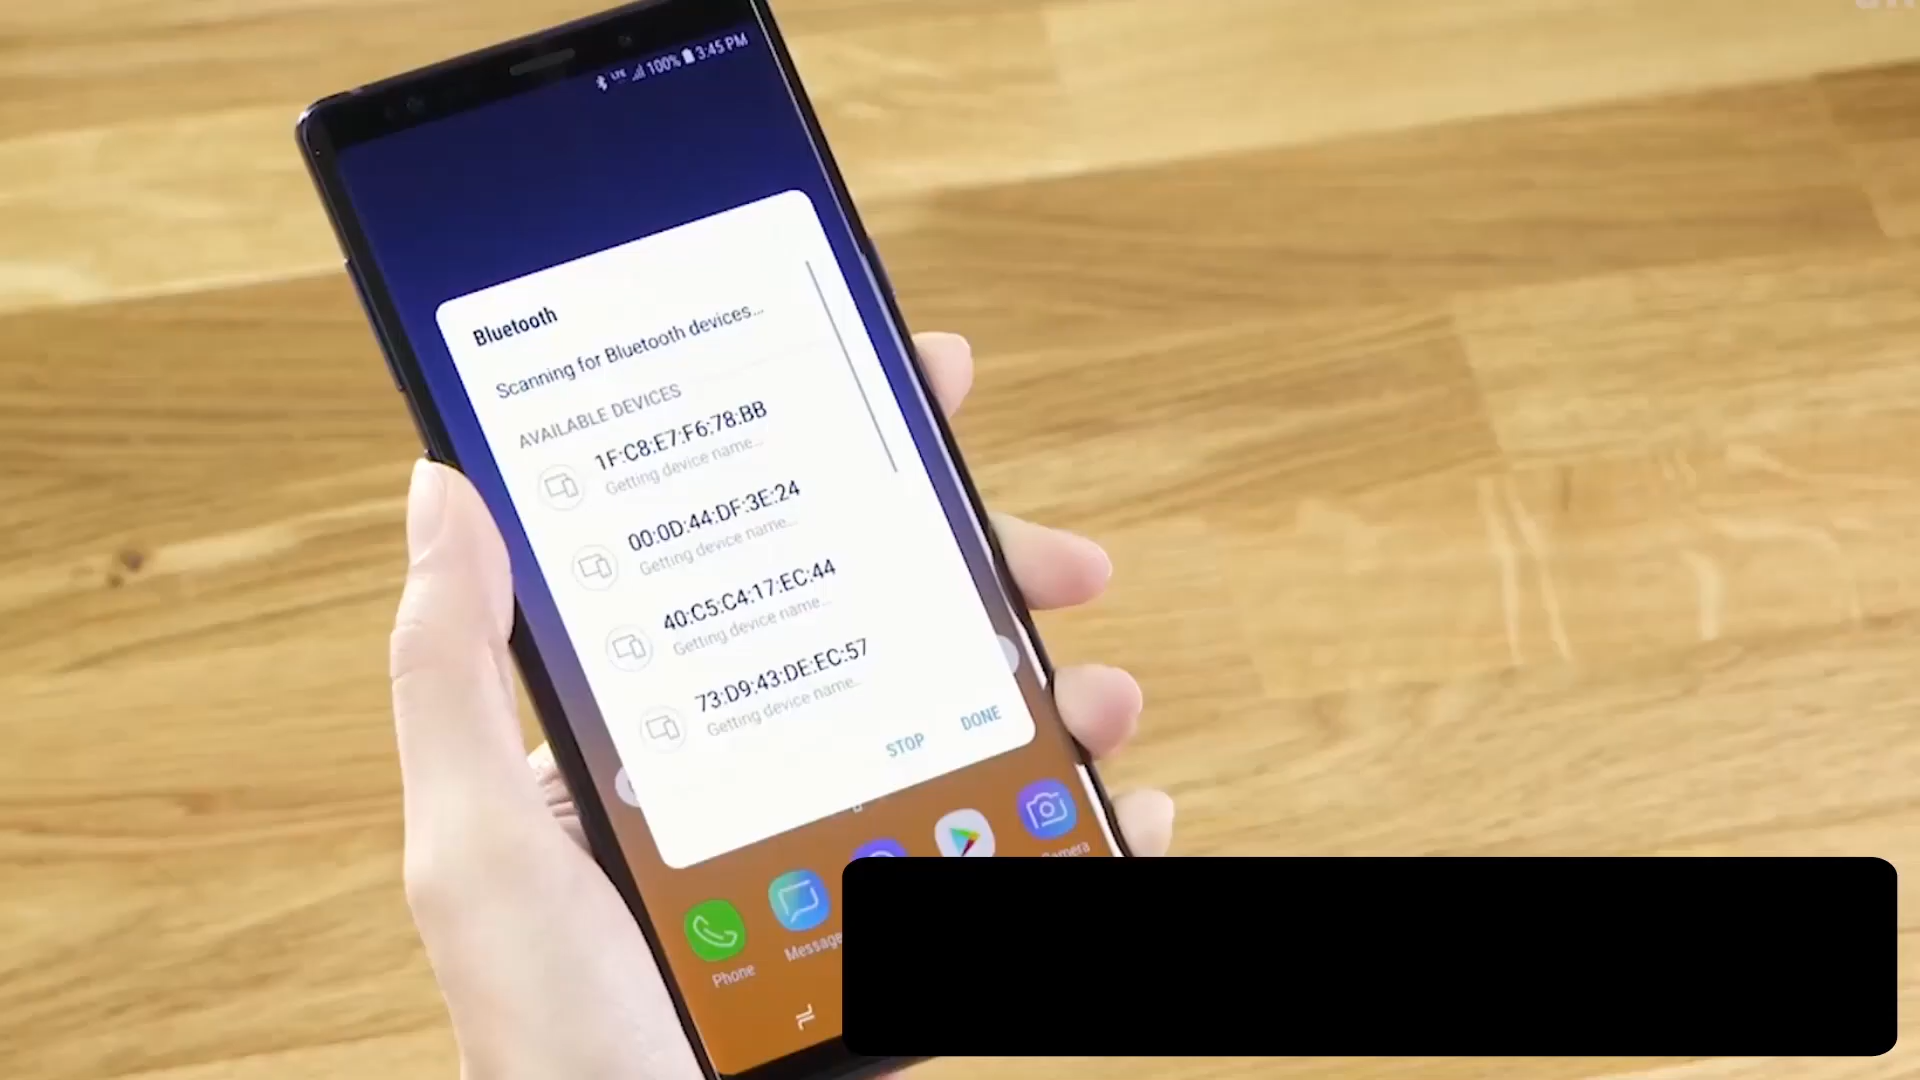 LTE 100% 3:45 PM
Bluetooth
Scanning for Bluetooth devices...
AVAILABLE DEVICES
1F:C8:E7:F6:78:BB
Getting device name...
00:0D:44:DF:3E:24
Getting device name...
40:C5:C4:17:EC:44
Getting device name...
73:D9:43:DE:EC:57
Getting device name...
STOP DONE
Camera
Message
Phone